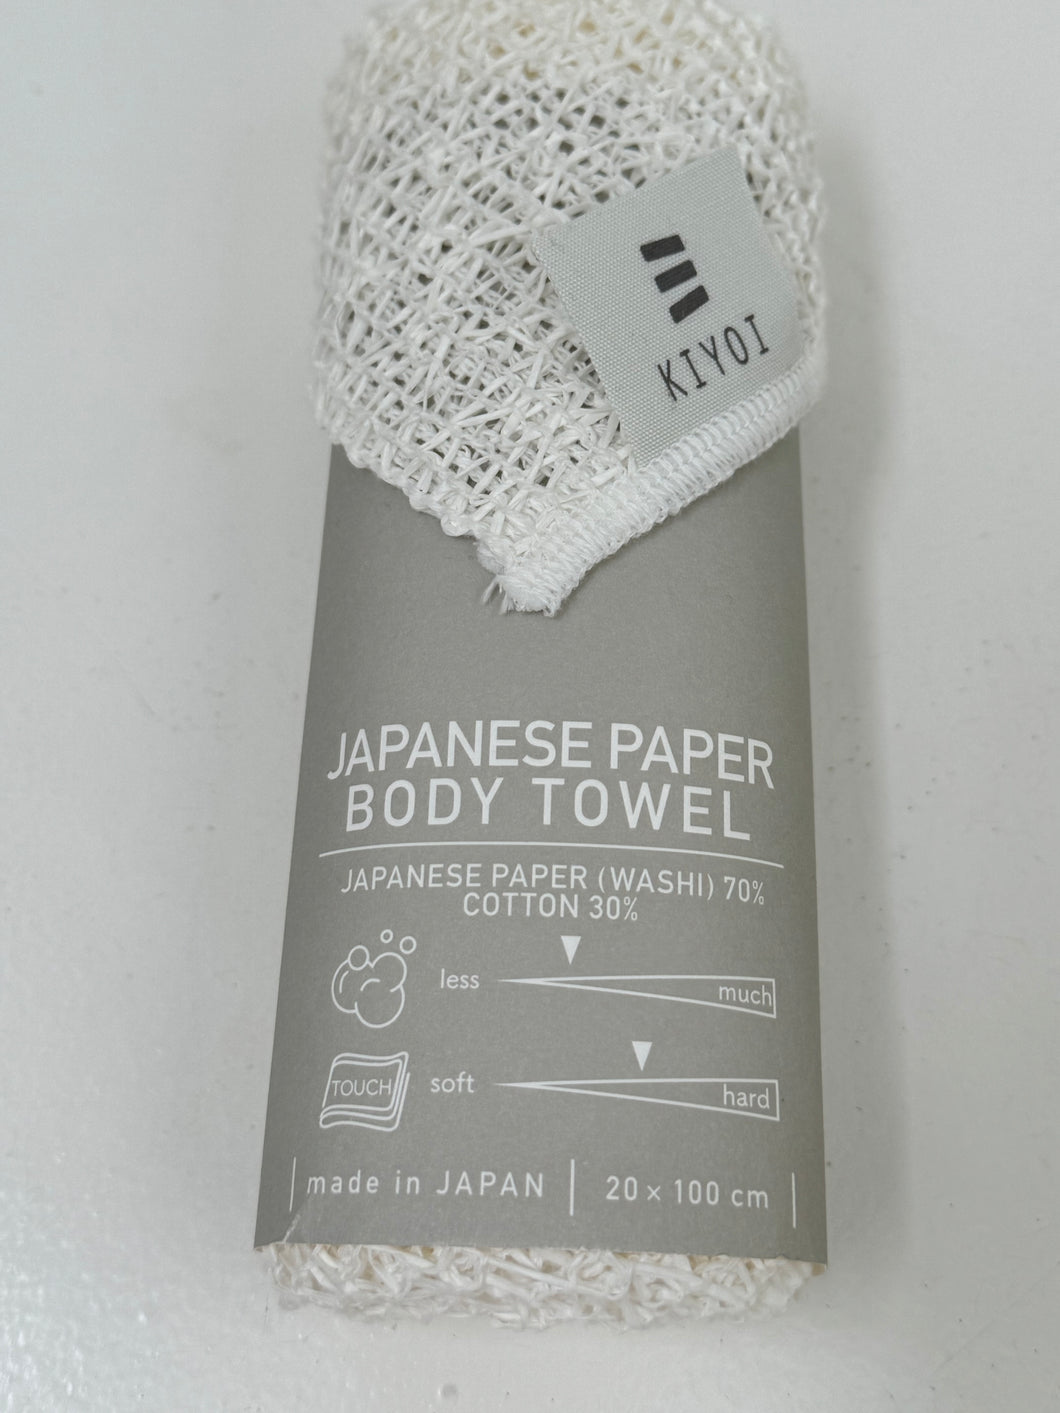 KIYOI
JAPANESE PAPER
BODY TOWEL
JAPANESE PAPER (WASHI) 70%
COTTON 30%
less
much
TOUCH
soft
hard
made in JAPAN
20 × 100 cm